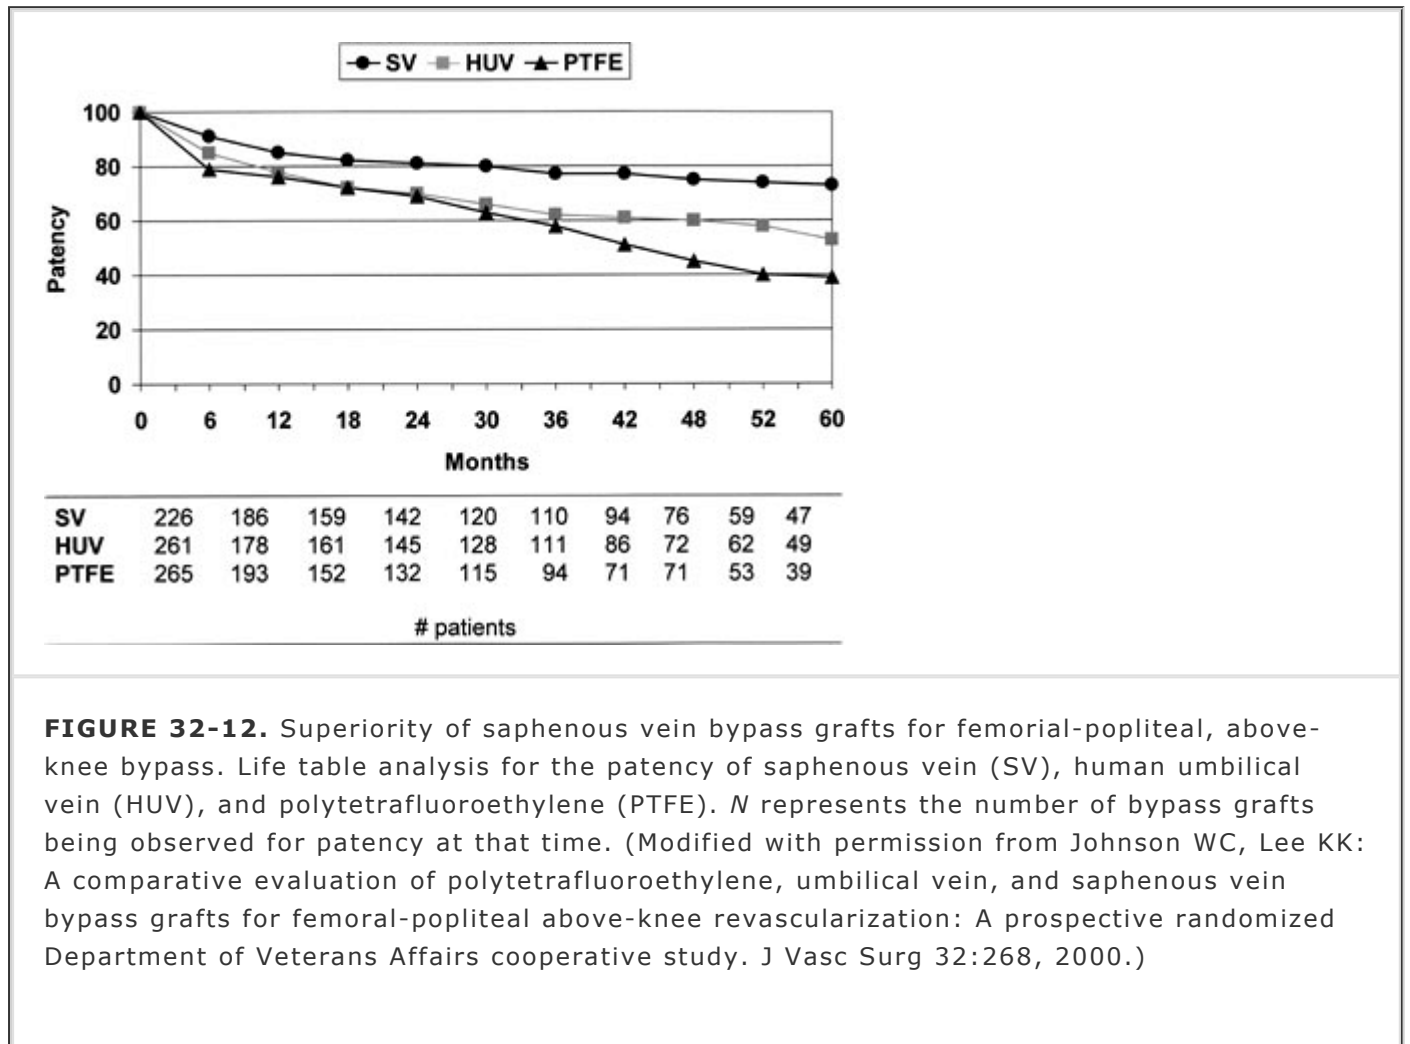 SV HUV PTFE
100
80
60
40
20
0
Patency
0 6 12 18 24 30 36 42 48 52 60
Months
SV 226 186 159 142 120 110 94 76 59 47
HUV 261 178 161 145 128 111 86 72 62 49
PTFE 265 193 152 132 115 94 71 71 53 39
# patients
FIGURE 32-12. Superiority of saphenous vein bypass grafts for femorial-popliteal, above-
knee bypass. Life table analysis for the patency of saphenous vein (SV), human umbilical
vein (HUV), and polytetrafluoroethylene (PTFE). N represents the number of bypass grafts
being observed for patency at that time. (Modified with permission from Johnson WC, Lee KK:
A comparative evaluation of polytetrafluoroethylene, umbilical vein, and saphenous vein
bypass grafts for femoral-popliteal above-knee revascularization: A prospective randomized
Department of Veterans Affairs cooperative study. J Vasc Surg 32:268, 2000.)